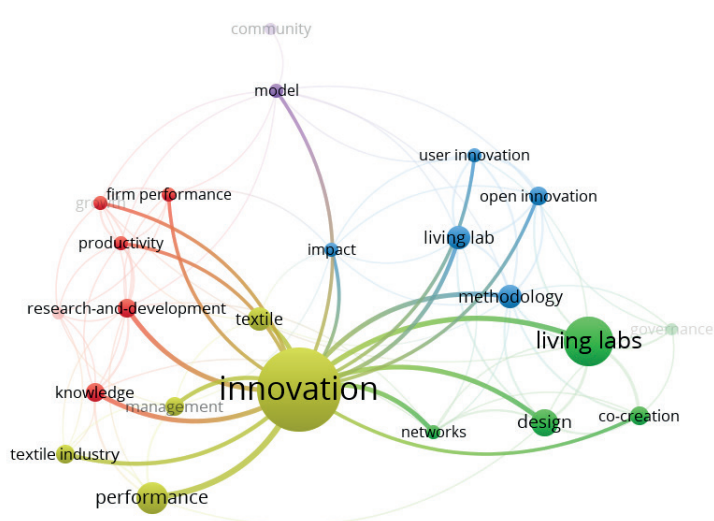 community
model
user innovation
firm performance
open innovation
living lab
productivity
impact
methodology
research-and-development
textile
governance
living labs
innovation
knowledge
management
co-creation
design
networks
textile industry
performance